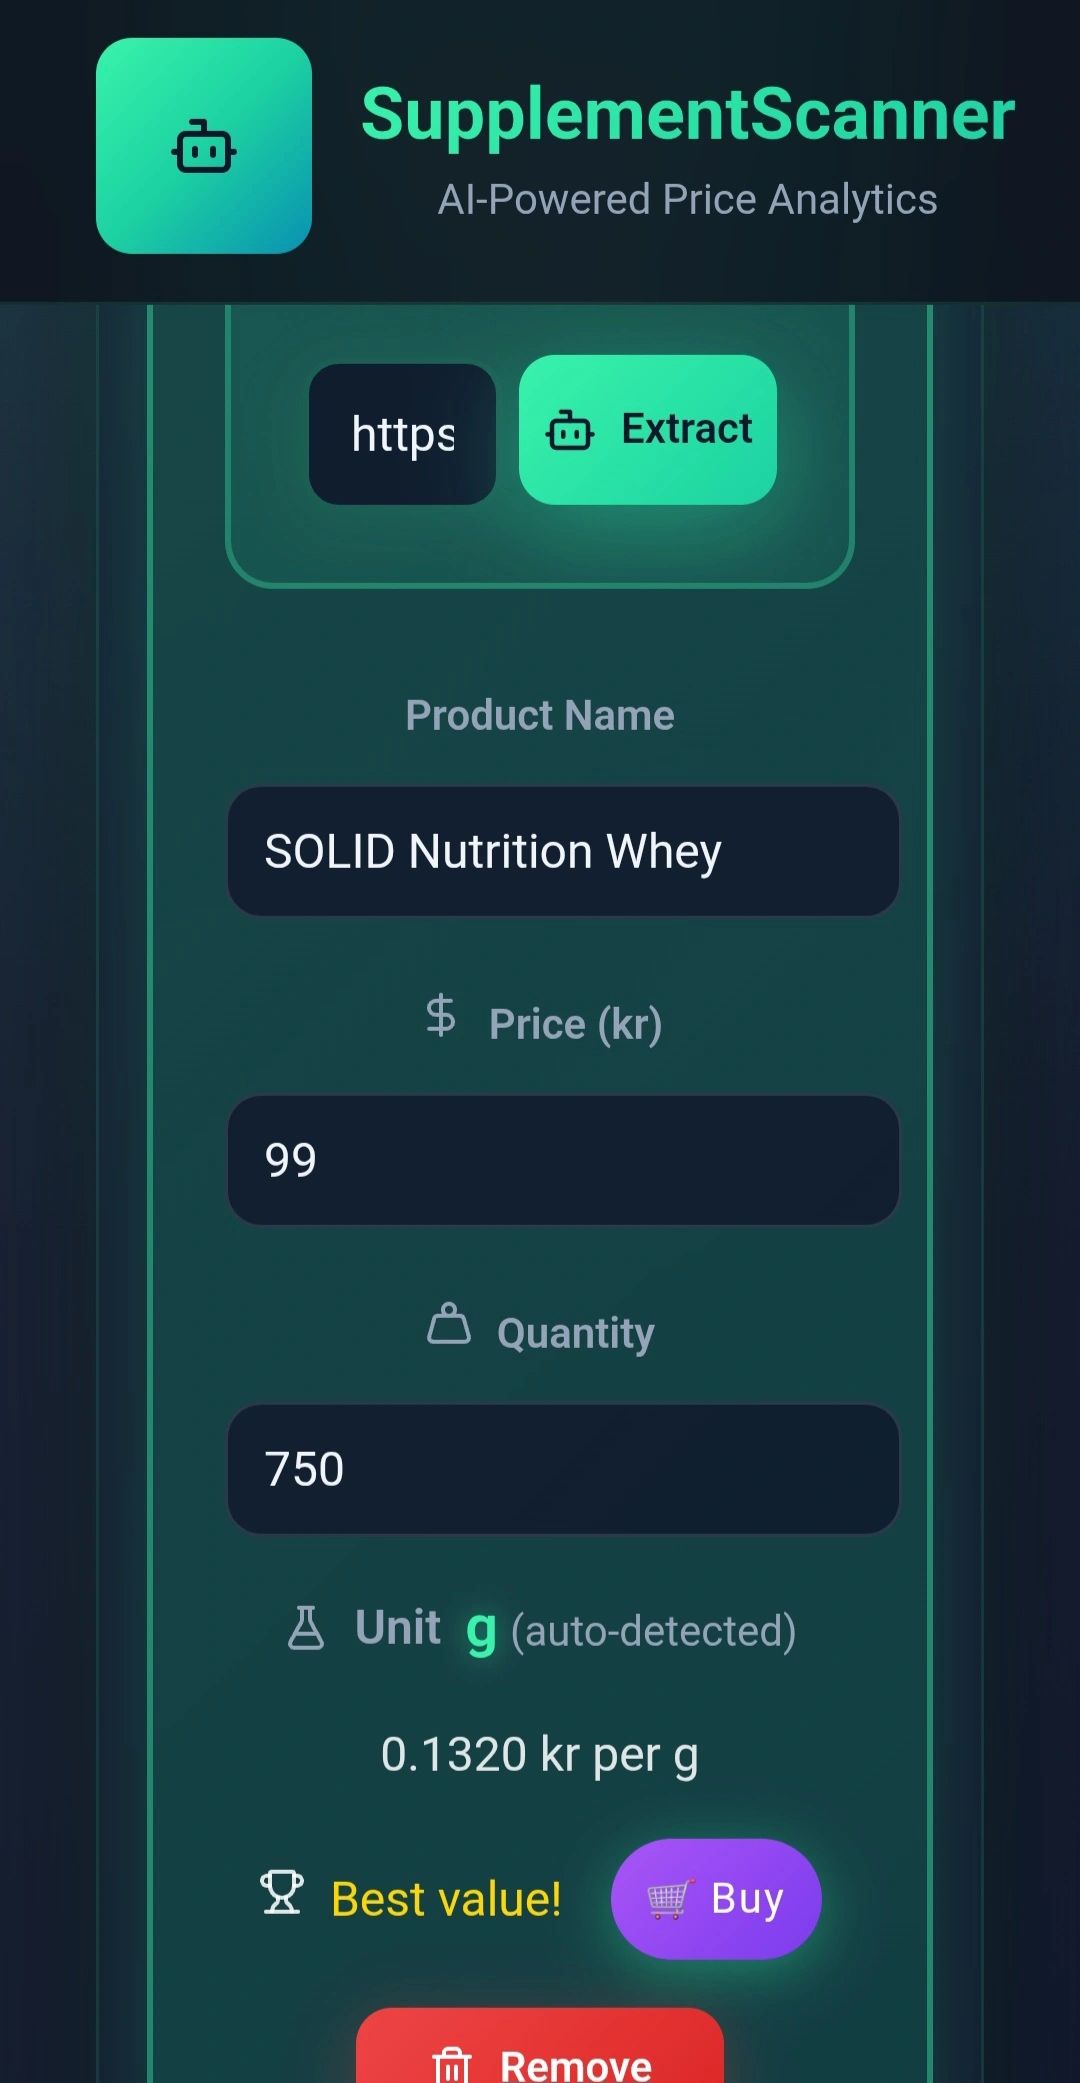 SupplementScanner
AI-Powered Price Analytics
https
Extract
Product Name
SOLID Nutrition Whey
Price (kr)
99
Quantity
750
Unit g (auto-detected)
0.1320 kr per g
Best value!
Buy
Remove